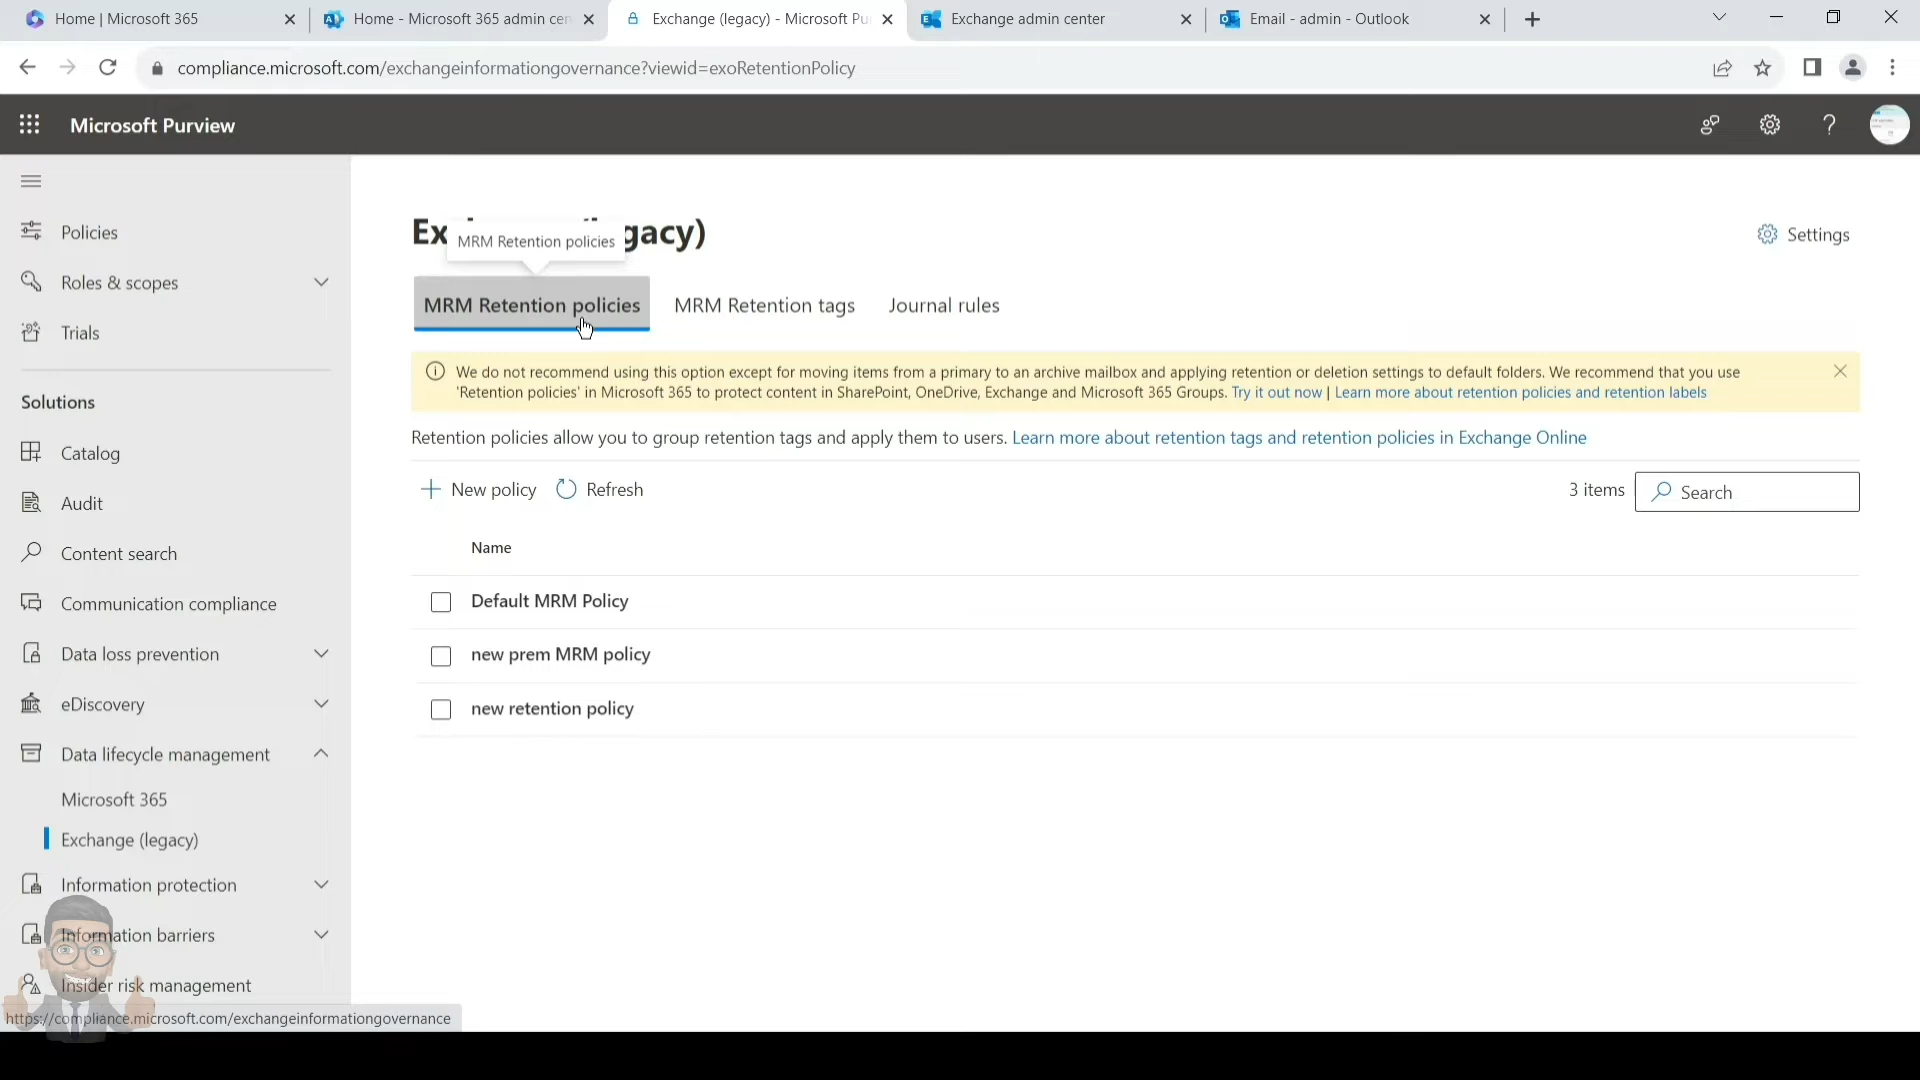 Home | Microsoft 365
Home - Microsoft 365 admin cen
Exchange (legacy) - Microsoft Pu
Exchange admin center
Email - admin - Outlook
compliance.microsoft.com/exchangeinformationgovernance?viewid=exoRetentionPolicy
Microsoft Purview
Policies
Roles & scopes
Trials
Solutions
Catalog
Audit
Content search
Communication compliance
Data loss prevention
eDiscovery
Data lifecycle management
Microsoft 365
Exchange (legacy)
Information protection
Information barriers
Insider risk management
https://compliance.microsoft.com/exchangeinformationgovernance
MRM Retention policies
Settings
MRM Retention policies
MRM Retention tags
Journal rules
We do not recommend using this option except for moving items from a primary to an archive mailbox and applying retention or deletion settings to default folders. We recommend that you use
'Retention policies' in Microsoft 365 to protect content in SharePoint, OneDrive, Exchange and Microsoft 365 Groups. Try it out now | Learn more about retention policies and retention labels
Retention policies allow you to group retention tags and apply them to users. Learn more about retention tags and retention policies in Exchange Online
New policy
Refresh
3 items
Search
Name
Default MRM Policy
new prem MRM policy
new retention policy